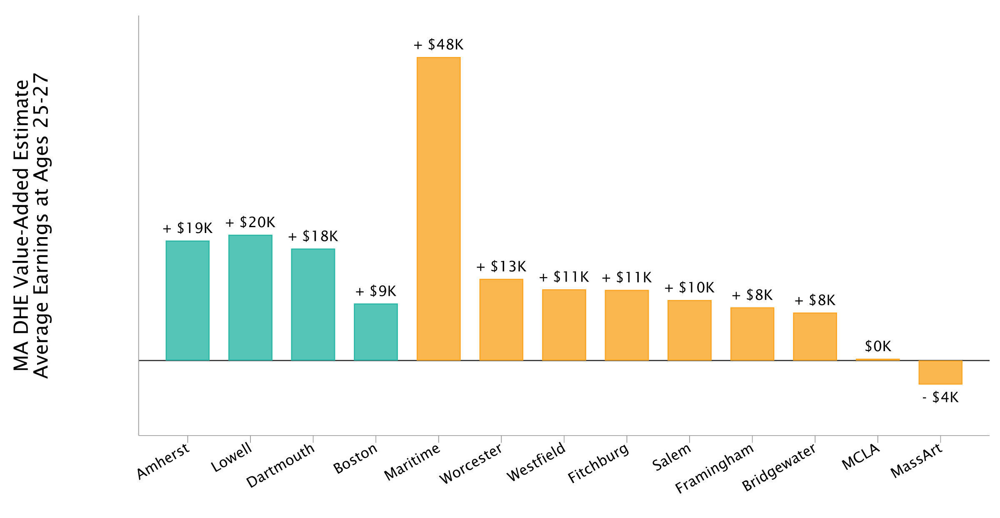 MA DHE Value-Added Estimate
Average Earnings at Ages 25-27
+ $19K
+ $20K
+ $18K
+ $9K
+ $48K
+ $13K
+ $11K
+ $11K
+ $10K
+ $8K
+ $8K
$0K
- $4K
Amherst
Lowell
Dartmouth
Boston
Maritime
Worcester
Westfield
Fitchburg
Salem
Framingham
Bridgewater
MCLA
MassArt